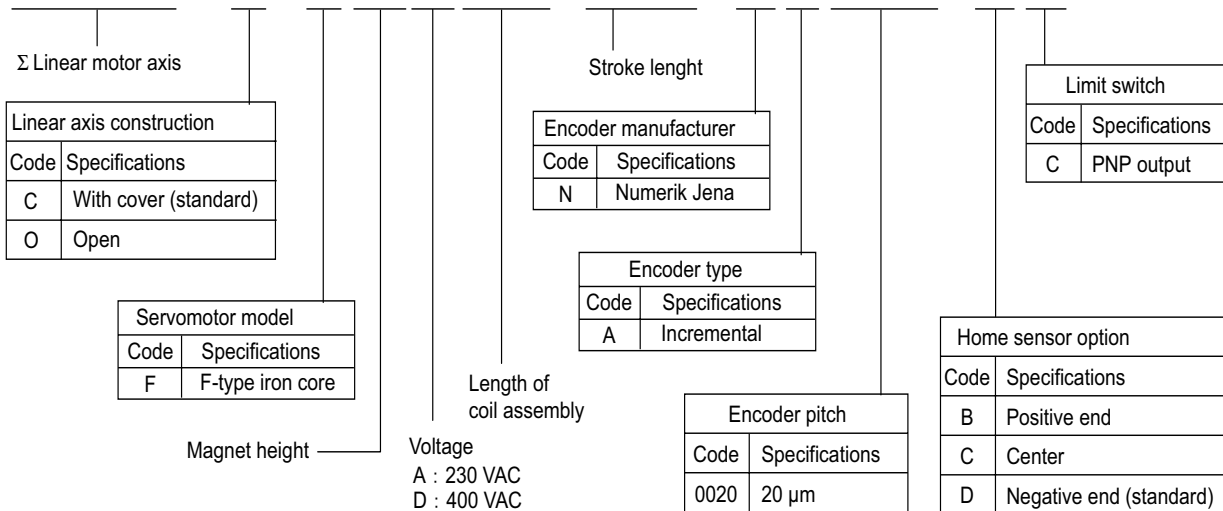 Σ Linear motor axis
Stroke lenght
Limit switch
Code Specifications
C PNP output
Linear axis construction
Code Specifications
C With cover (standard)
O Open
Encoder manufacturer
Code Specifications
N Numerik Jena
Encoder type
Code Specifications
A Incremental
Servomotor model
Code Specifications
F F-type iron core
Home sensor option
Code Specifications
B Positive end
C Center
D Negative end (standard)
Length of
coil assembly
Encoder pitch
Code Specifications
0020 20 μm
Magnet height
Voltage
A : 230 VAC
D : 400 VAC